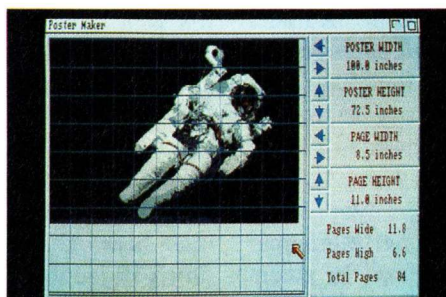 Poster Maker
POSTER WIDTH
100.0 inches
POSTER HEIGHT
72.5 inches
PAGE WIDTH
8.5 inches
PAGE HEIGHT
11.0 inches
Pages Wide 11.8
Pages High 6.6
Total Pages 84